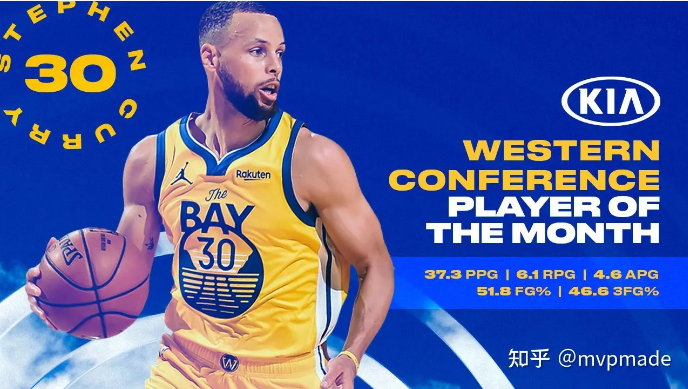 STEPHEN CURRY
30
KIA
WESTERN
CONFERENCE
PLAYER OF
THE MONTH
37.3 PPG | 6.1 RPG | 4.6 APG
51.8 FG% | 46.6 3FG%
Rakuten
The
BAY
30
SPALDING
W
知乎 @mvpmade